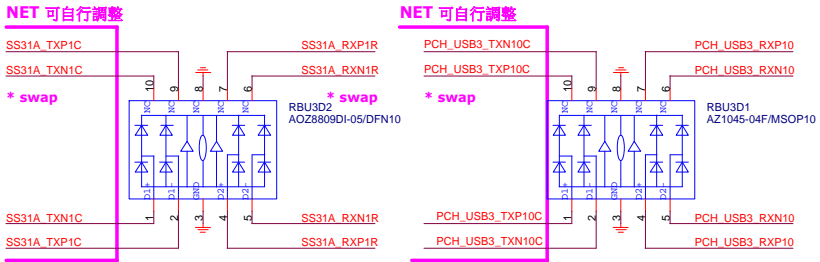 NET 可自行調整
NET 可自行調整
SS31A_TXP1C
SS31A_RXP1R
PCH_USB3_TXN10C
PCH_USB3_RXP10
SS31A_TXN1C
SS31A_RXN1R
PCH_USB3_TXP10C
PCH_USB3_RXN10
10 9 8 7 6
10 9 8 7 6
* swap
* swap
* swap
NC NC GND NC NC
NC NC GND NC NC
RBU3D2
AOZ8809DI-05/DFN10
RBU3D1
AZ1045-04F/MSOP10
D1+ D1- GND D2+ D2-
D1+ D1- GND D2+ D2-
1 2 3 4 5
1 2 3 4 5
SS31A_TXN1C
SS31A_RXN1R
PCH_USB3_TXP10C
PCH_USB3_RXN10
SS31A_TXP1C
SS31A_RXP1R
PCH_USB3_TXN10C
PCH_USB3_RXP10